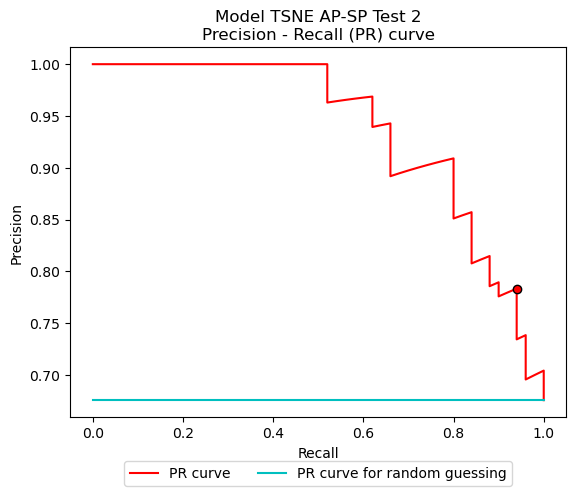 Model TSNE AP-SP Test 2
Precision - Recall (PR) curve
1.00
0.95
0.90
0.85
0.80
0.75
0.70
Precision
0.0 0.2 0.4 0.6 0.8 1.0
Recall
PR curve PR curve for random guessing